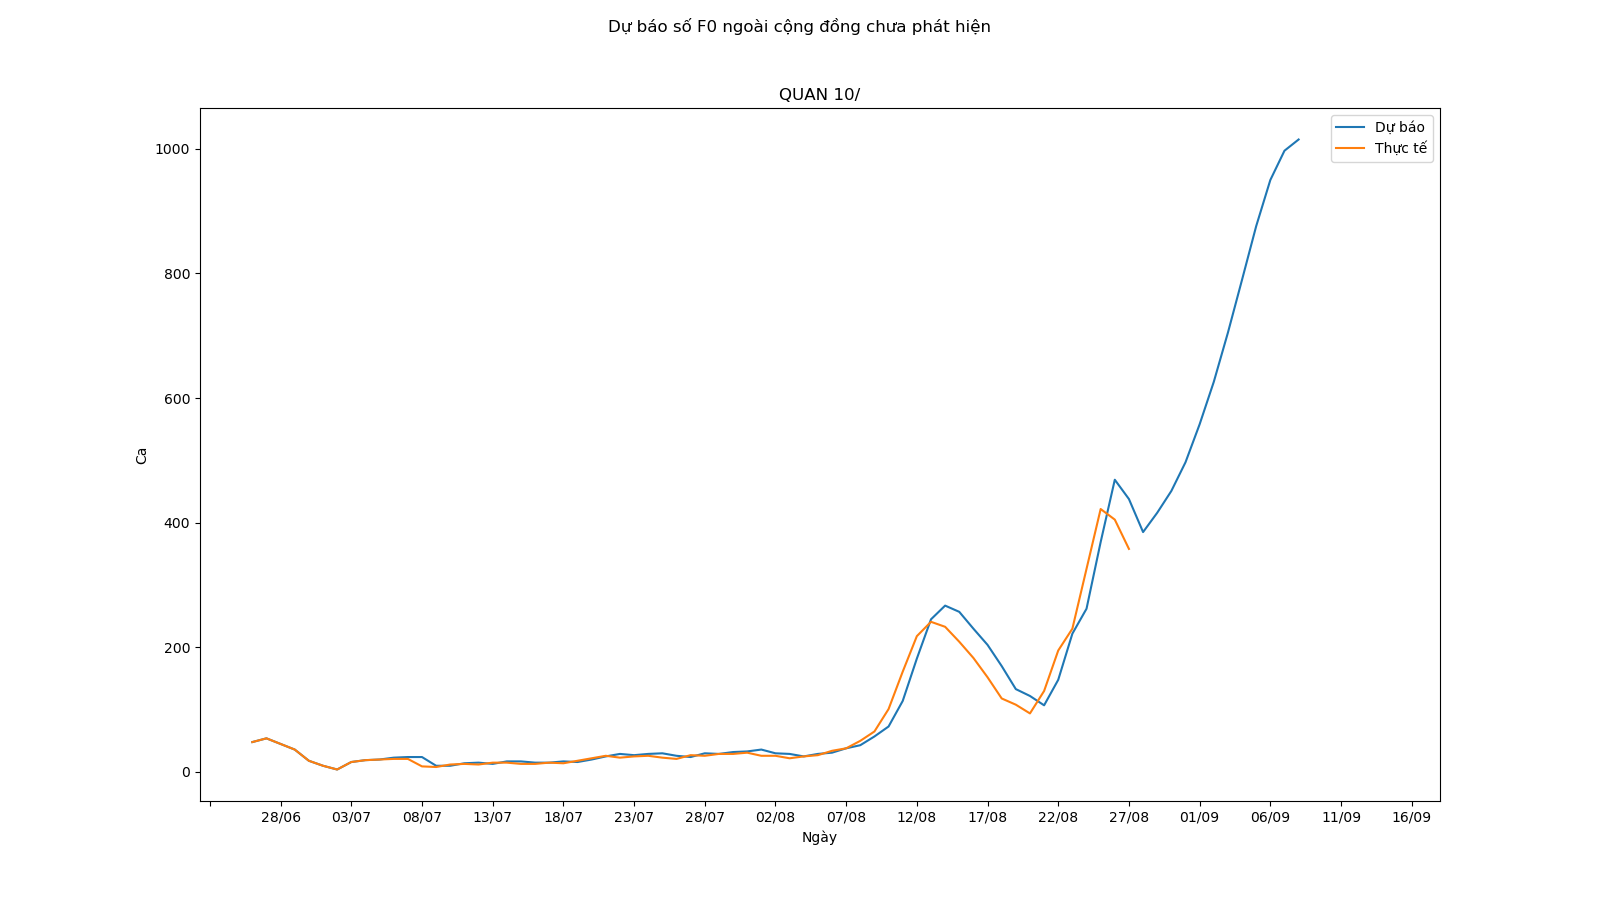 Dự báo số F0 ngoài cộng đồng chưa phát hiện
QUAN 10/
Dự báo
Thực tế
1000
800
600
400
200
0
Ca
28/06 03/07 08/07 13/07 18/07 23/07 28/07 02/08 07/08 12/08 17/08 22/08 27/08 01/09 06/09 11/09 16/09
Ngày